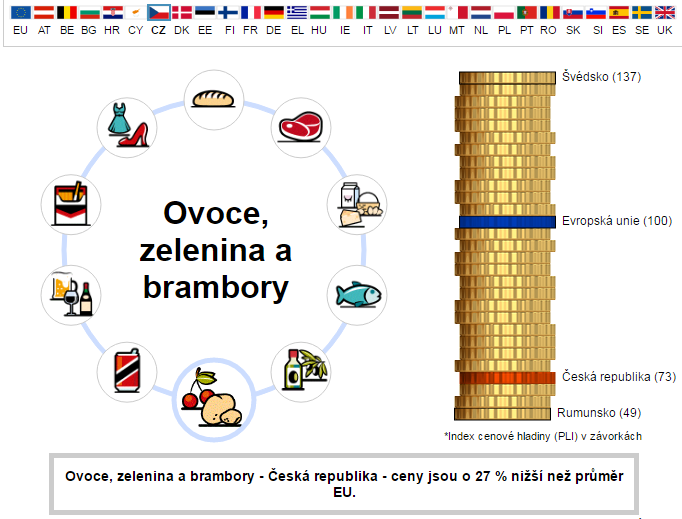 EU AT BE BG HR CY CZ DK EE FI FR DE EL HU IE IT LV LT LU MT NL PL PT RO SK SI ES SE UK
Švédsko (137)
Ovoce,
zelenina a
brambory
Evropská unie (100)
Česká republika (73)
Rumunsko (49)
*Index cenové hladiny (PLI) v závorkách
Ovoce, zelenina a brambory - Česká republika - ceny jsou o 27 % nižší než průměr
EU.